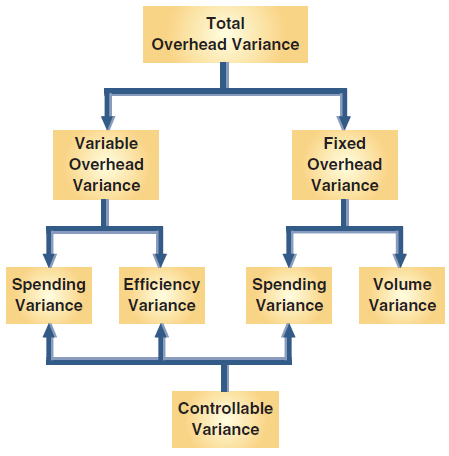 Total
Overhead Variance
Variable
Overhead
Variance
Fixed
Overhead
Variance
Spending
Variance
Efficiency
Variance
Spending
Variance
Volume
Variance
Controllable
Variance